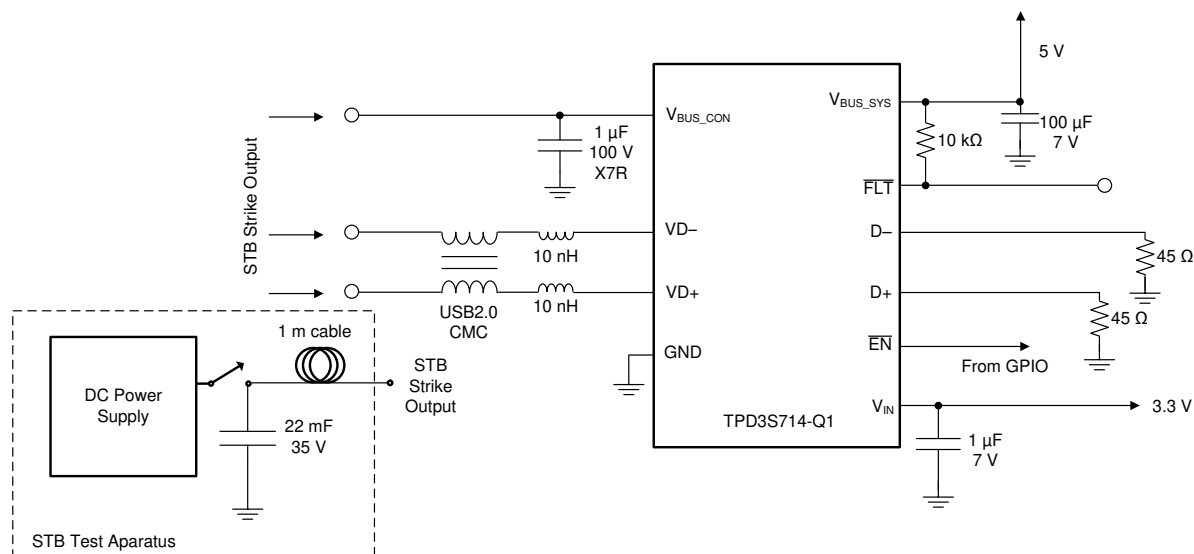 5 V
V_BUS_SYS
100 µF
7 V
10 kΩ
STB Strike Output
V_BUS_CON
1 µF
100 V
X7R
FLT
VD–
D–
10 nH
45 Ω
VD+
D+
10 nH
USB2.0
CMC
45 Ω
1 m cable
EN
GND
From GPIO
DC Power
Supply
STB
Strike
Output
22 mF
35 V
V_IN
3.3 V
TPD3S714-Q1
1 µF
7 V
STB Test Aparatus